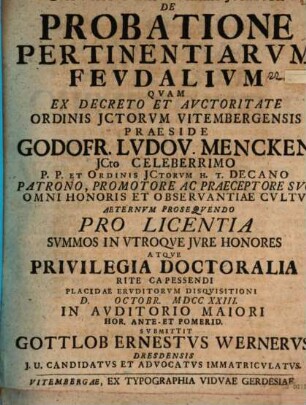 DE
PROBATIONE
PERTINENTIARVM
FEVDALIVM
QVAM
EX DECRETO ET AVCTORITATE
ORDINIS JCTORVM VITEMBERGENSIS
PRAESIDE
GODOFR. LVDOV. MENCKEN
JCto CELEBERRIMO
P. P. ET ORDINIS JCTORVM H. T. DECANO
PATRONO, PROMOTORE AC PRAECEPTORE SVO
OMNI HONORIS ET OBSERVANTIAE CVLTV
AETERNVM PROSEQVENDO
PRO LICENTIA
SVMMOS IN VTROQVE JVRE HONORES
ATQVE
PRIVILEGIA DOCTORALIA
RITE CAPESSENDI
PLACIDAE ERVDITORVM DISQVISITIONI
D. OCTOBR. MDCC XXIII.
IN AVDITORIO MAIORI
HOR. ANTE- ET POMERID.
SVBMITTIT
GOTTLOB ERNESTVS WERNERVS
DRESDENSIS
J. U. CANDIDATVS ET ADVOCATVS IMMATRICVLATVS.
VITEMBERGAE, EX TYPOGRAPHIA VIDVAE GERDESIAE